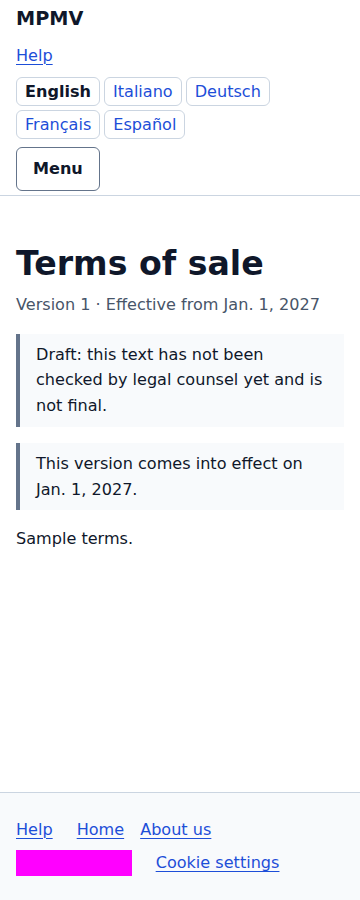 MPMV
Help
English Italiano Deutsch
Français Español
Menu
Terms of sale
Version 1 · Effective from Jan. 1, 2027
Draft: this text has not been
checked by legal counsel yet and is
not final.
This version comes into effect on
Jan. 1, 2027.
Sample terms.
Help Home About us
Cookie settings